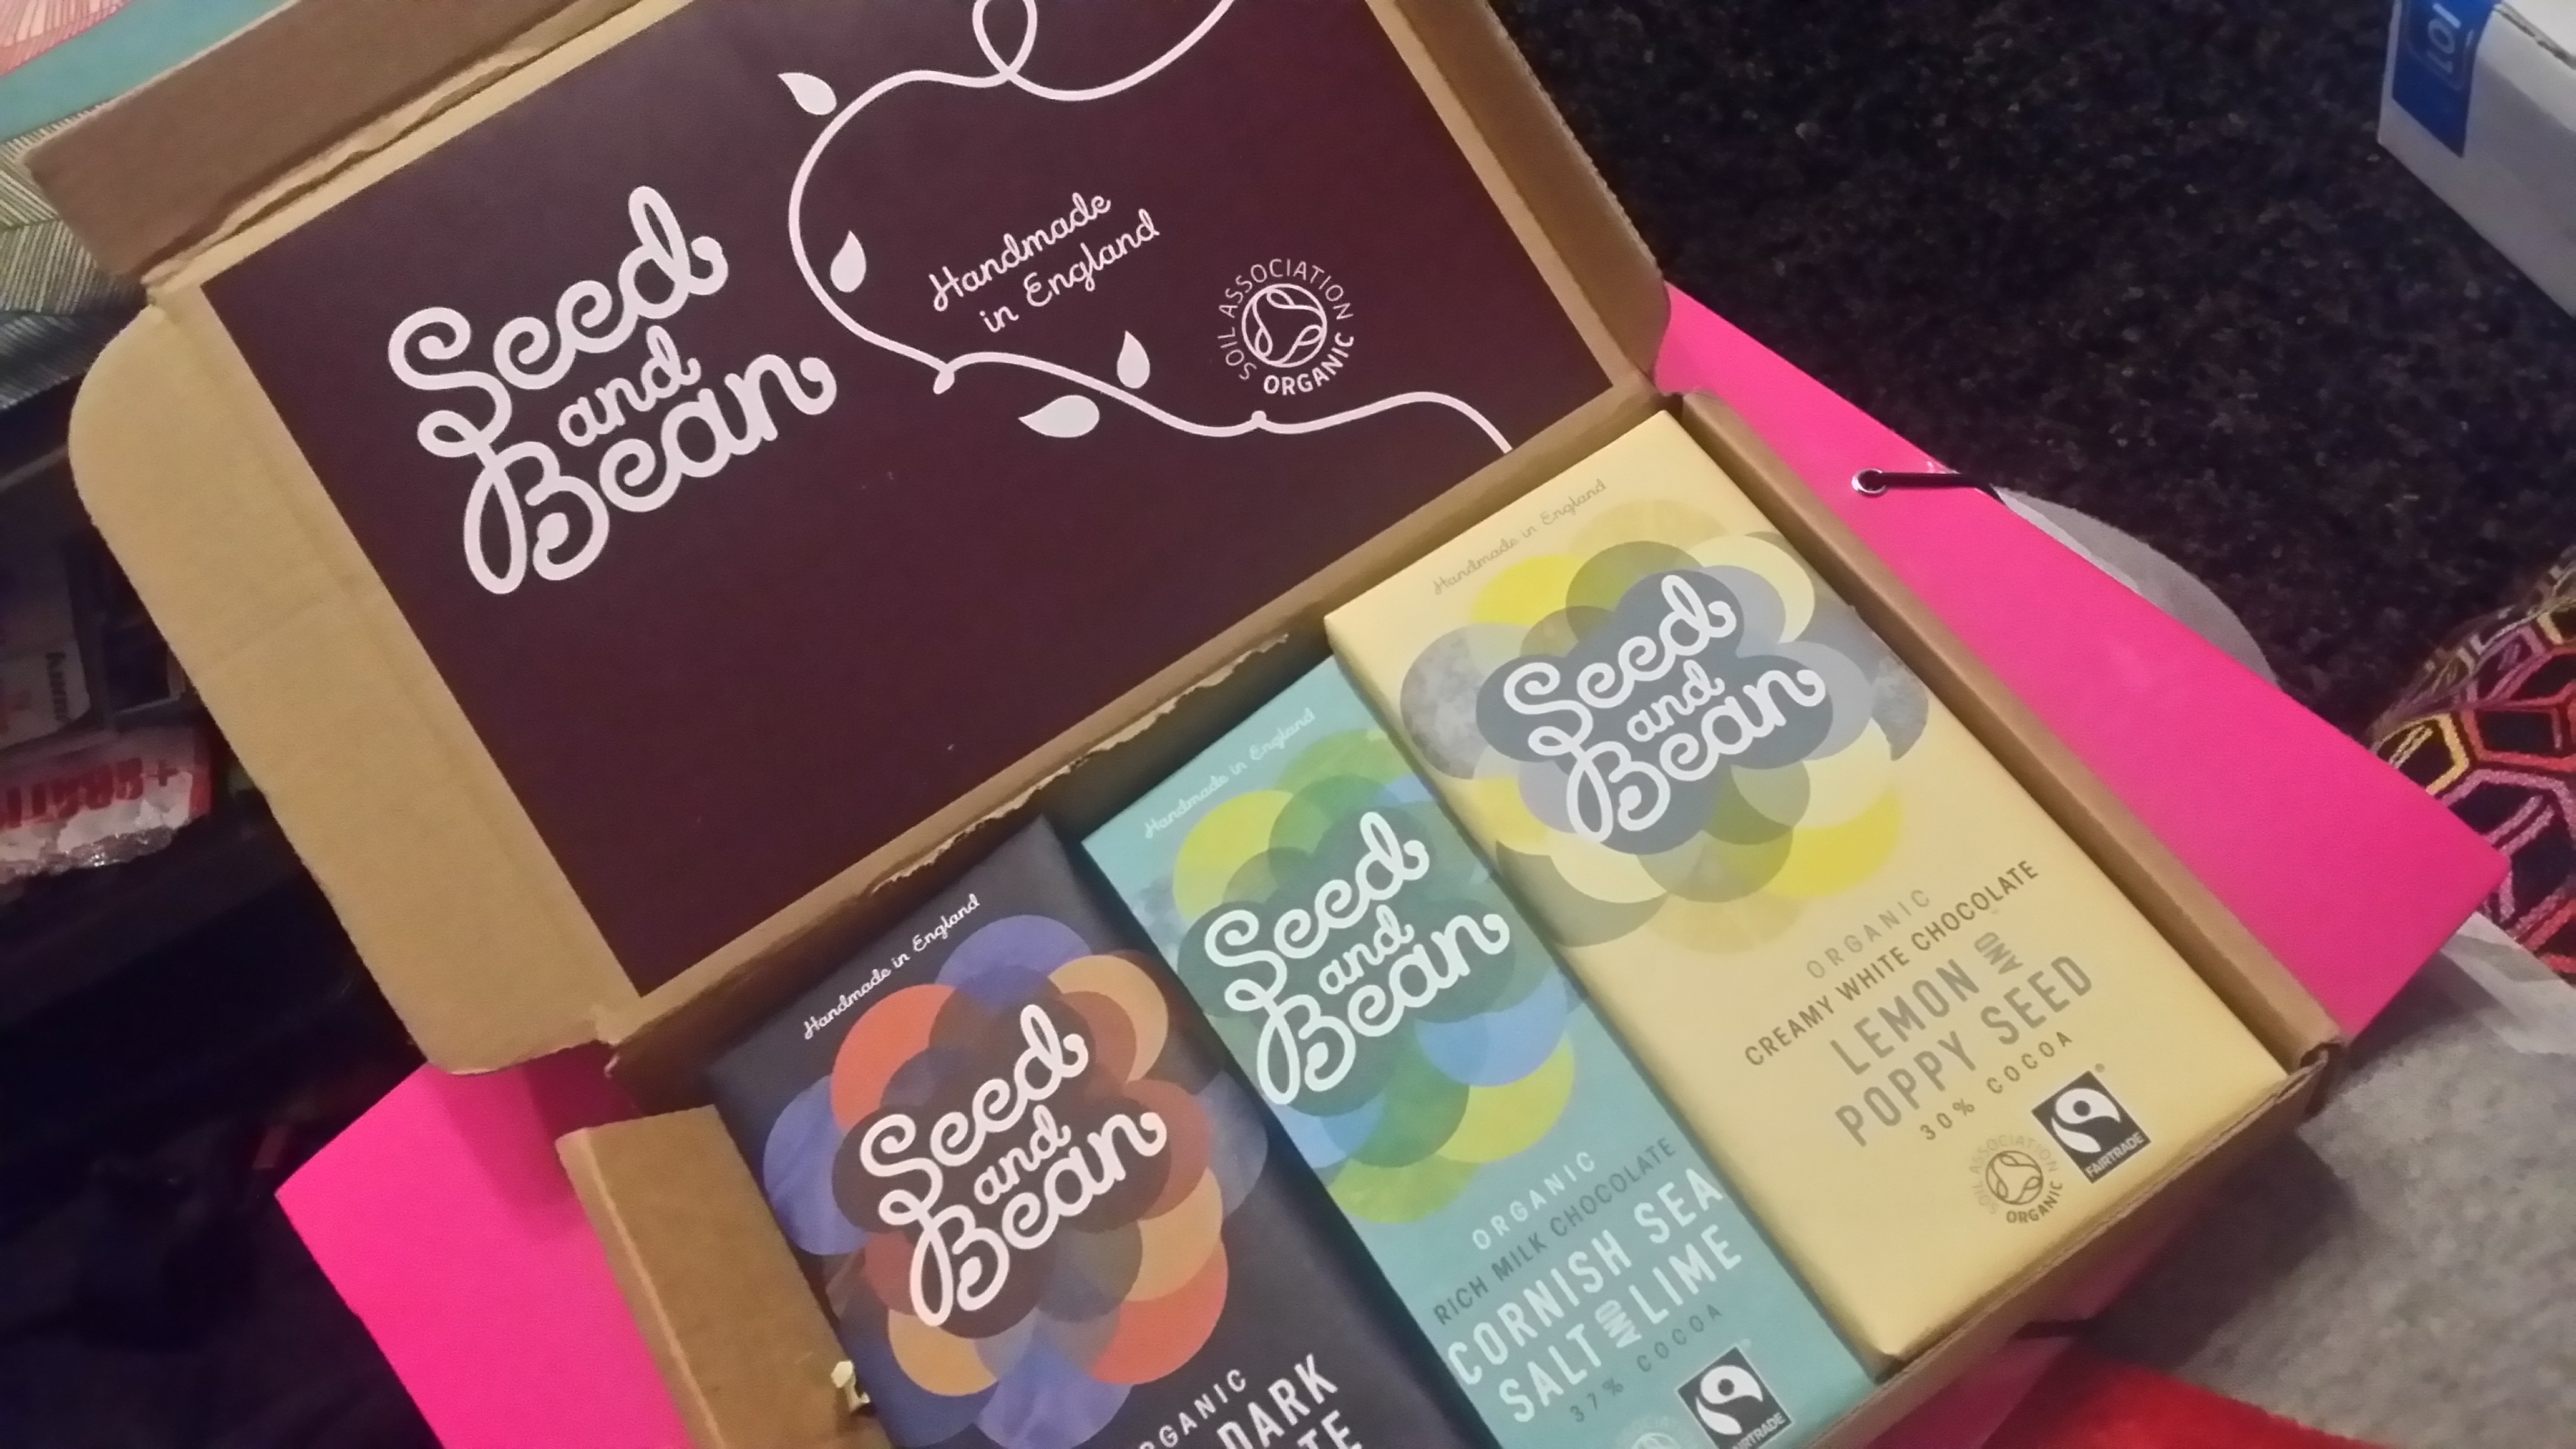 Seed
and
Bean
Handmade
in England
SOIL ASSOCIATION
ORGANIC
Handmade in England
Seed
and
Bean
ORGANIC
DARK
Handmade in England
Seed
and
Bean
ORGANIC
RICH MILK CHOCOLATE
CORNISH SEA
SALT AND LIME
37% COCOA
FAIRTRADE
Handmade in England
Seed
and
Bean
ORGANIC
CREAMY WHITE CHOCOLATE
LEMON AND
POPPY SEED
30% COCOA
SOIL ASSOCIATION
ORGANIC
FAIRTRADE